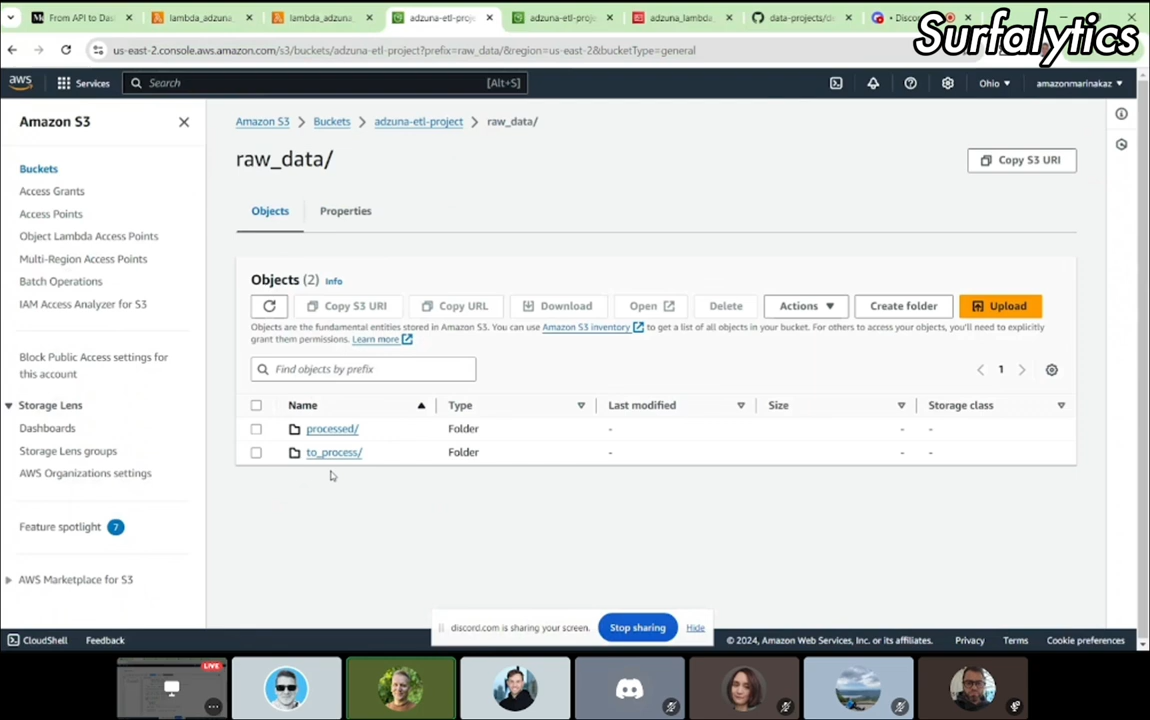 From API to Das
lambda_adzuna_
lambda_adzuna_
adzuna-etl-proje
adzuna-etl-proje
adzuna_lambda_
data-projects/de
Discor
Surfalytics
us-east-2.console.aws.amazon.com/s3/buckets/adzuna-etl-project?prefix=raw_data/&region=us-east-2&bucketType=general
aws
Services
Search
[Alt+S]
Ohio
amazonmarinakaz
Amazon S3
Amazon S3 > Buckets > adzuna-etl-project > raw_data/
raw_data/
Copy S3 URI
Buckets
Access Grants
Access Points
Object Lambda Access Points
Multi-Region Access Points
Batch Operations
IAM Access Analyzer for S3
Block Public Access settings for
this account
Storage Lens
Dashboards
Storage Lens groups
AWS Organizations settings
Feature spotlight 7
AWS Marketplace for S3
Objects
Properties
Objects (2) Info
Copy S3 URI
Copy URL
Download
Open
Delete
Actions
Create folder
Upload
Objects are the fundamental entities stored in Amazon S3. You can use Amazon S3 inventory to get a list of all objects in your bucket. For others to access your objects, you'll need to explicitly
grant them permissions. Learn more
Find objects by prefix
1
Name Type Last modified Size Storage class
processed/ Folder - - -
to_process/ Folder - - -
discord.com is sharing your screen. Stop sharing Hide
CloudShell Feedback © 2024, Amazon Web Services, Inc. or its affiliates. Privacy Terms Cookie preferences
LIVE